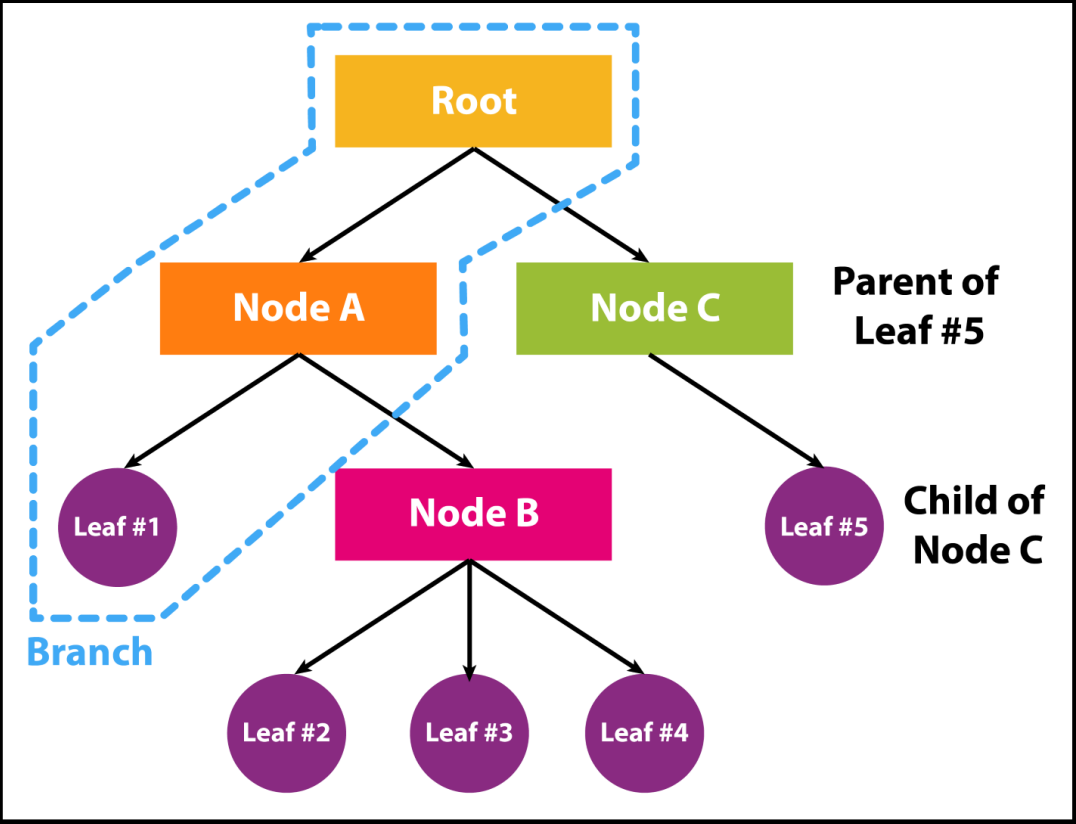 Root
Node A
Node C
Parent of
Leaf #5
Leaf #1
Node B
Leaf #5
Child of
Node C
Branch
Leaf #2
Leaf #3
Leaf #4